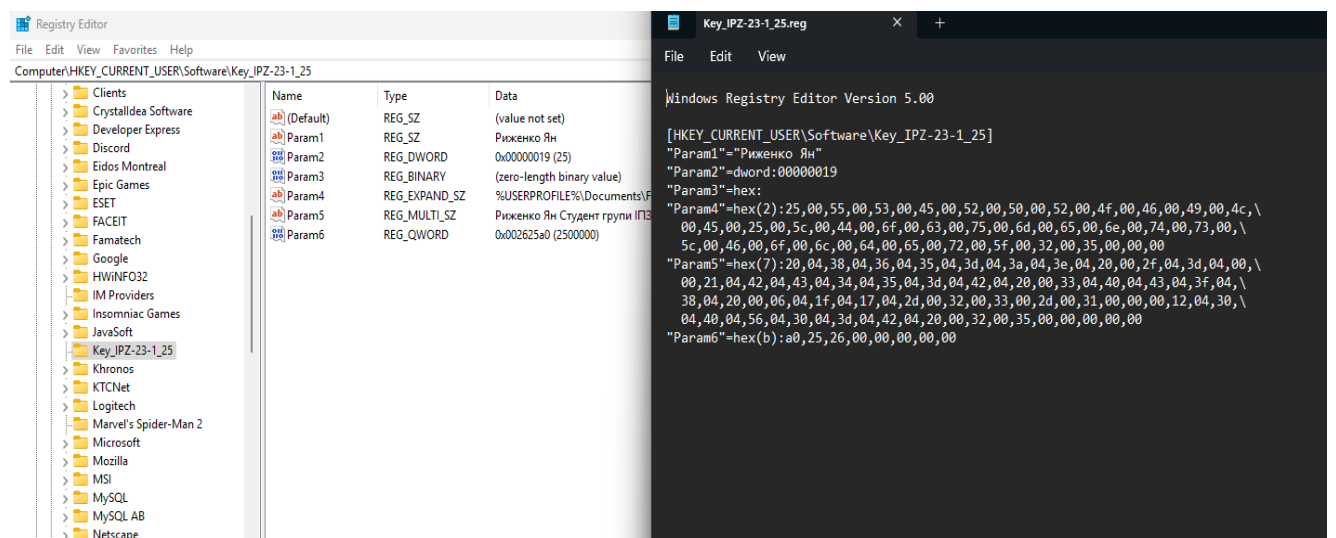 Registry Editor
File Edit View Favorites Help
Computer\HKEY_CURRENT_USER\Software\Key_IPZ-23-1_25
Clients
Crystalldea Software
Developer Express
Discord
Eidos Montreal
Epic Games
ESET
FACEIT
Famatech
Google
HWiNFO32
IM Providers
Insomniac Games
JavaSoft
Key_IPZ-23-1_25
Khronos
KTCNet
Logitech
Marvel's Spider-Man 2
Microsoft
Mozilla
MSI
MySQL
MySQL AB
Netscape
Name Type Data
(Default) REG_SZ (value not set)
Param1 REG_SZ Риженко Ян
Param2 REG_DWORD 0x00000019 (25)
Param3 REG_BINARY (zero-length binary value)
Param4 REG_EXPAND_SZ %USERPROFILE%\Documents\F
Param5 REG_MULTI_SZ Риженко Ян Студент групи ІПЗ
Param6 REG_QWORD 0x002625a0 (2500000)
Key_IPZ-23-1_25.reg
File Edit View
Windows Registry Editor Version 5.00
[HKEY_CURRENT_USER\Software\Key_IPZ-23-1_25]
"Param1"="Риженко Ян"
"Param2"=dword:00000019
"Param3"=hex:
"Param4"=hex(2):25,00,55,00,53,00,45,00,52,00,50,00,52,00,4f,00,46,00,49,00,4c,\
00,45,00,25,00,5c,00,44,00,6f,00,63,00,75,00,6d,00,65,00,6e,00,74,00,73,00,\
5c,00,46,00,6f,00,6c,00,64,00,65,00,72,00,5f,00,32,00,35,00,00,00
"Param5"=hex(7):20,04,38,04,36,04,35,04,3d,04,3a,04,3e,04,20,00,2f,04,3d,04,00,\
00,21,04,42,04,43,04,34,04,35,04,3d,04,42,04,20,00,33,04,40,04,43,04,3f,04,\
38,04,20,00,06,04,1f,04,17,04,2d,00,32,00,33,00,2d,00,31,00,00,00,12,04,30,\
04,40,04,56,04,30,04,3d,04,42,04,20,00,32,00,35,00,00,00,00,00
"Param6"=hex(b):a0,25,26,00,00,00,00,00